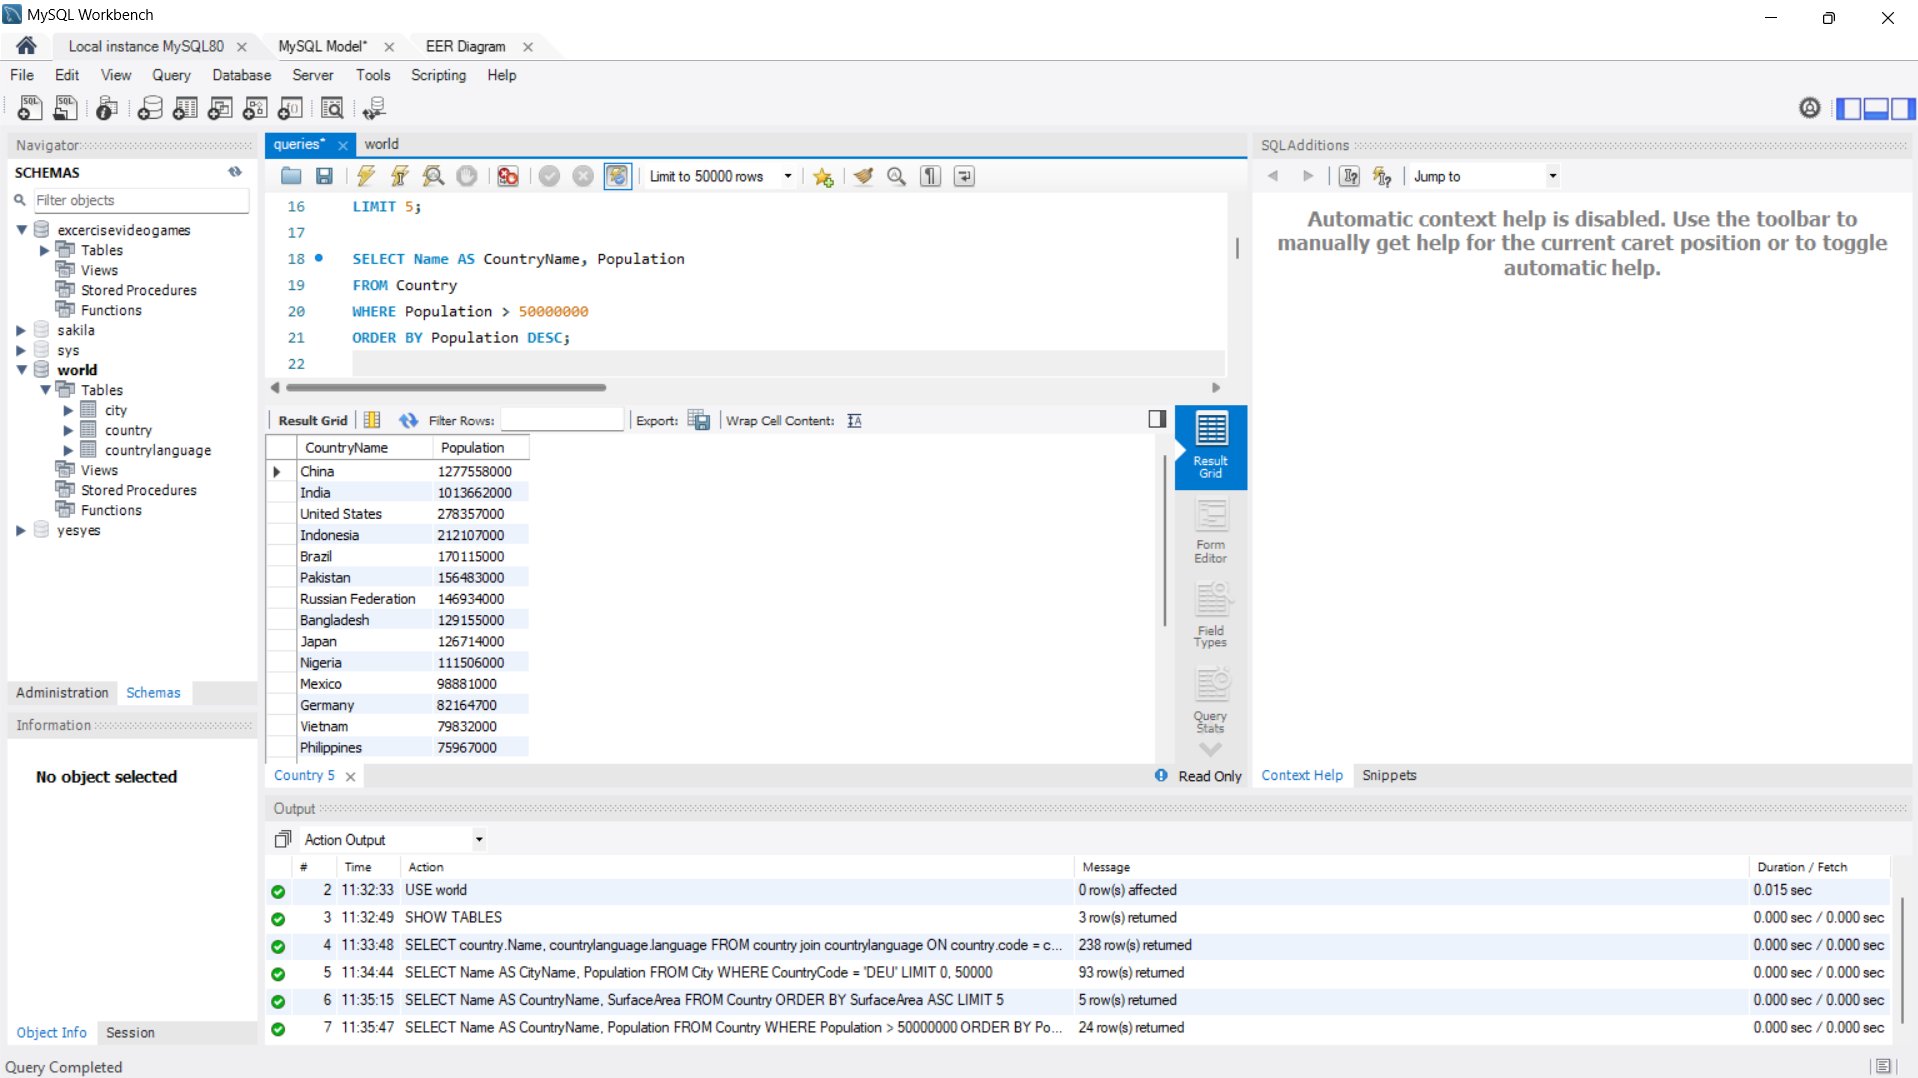 MySQL Workbench
Local instance MySQL80
MySQL Model*
EER Diagram
File Edit View Query Database Server Tools Scripting Help
Navigator
SCHEMAS
Filter objects
excercisevideogames
Tables
Views
Stored Procedures
Functions
sakila
sys
world
Tables
city
country
countrylanguage
Views
Stored Procedures
Functions
yesyes
Administration Schemas
Information
No object selected
Object Info Session
queries* world
Limit to 50000 rows
16 LIMIT 5;
17
18 SELECT Name AS CountryName, Population
19 FROM Country
20 WHERE Population > 50000000
21 ORDER BY Population DESC;
22
Result Grid Filter Rows: Export: Wrap Cell Content:
CountryName Population
China 1277558000
India 1013662000
United States 278357000
Indonesia 212107000
Brazil 170115000
Pakistan 156483000
Russian Federation 146934000
Bangladesh 129155000
Japan 126714000
Nigeria 111506000
Mexico 98881000
Germany 82164700
Vietnam 79832000
Philippines 75967000
Result
Grid
Form
Editor
Field
Types
Query
Stats
Country 5
Read Only
SQLAdditions
Jump to
Automatic context help is disabled. Use the toolbar to
manually get help for the current caret position or to toggle
automatic help.
Context Help Snippets
Output
Action Output
# Time Action Message Duration / Fetch
2 11:32:33 USE world 0 row(s) affected 0.015 sec
3 11:32:49 SHOW TABLES 3 row(s) returned 0.000 sec / 0.000 sec
4 11:33:48 SELECT country.Name, countrylanguage.language FROM country join countrylanguage ON country.code = c... 238 row(s) returned 0.000 sec / 0.000 sec
5 11:34:44 SELECT Name AS CityName, Population FROM City WHERE CountryCode = 'DEU' LIMIT 0, 50000 93 row(s) returned 0.000 sec / 0.000 sec
6 11:35:15 SELECT Name AS CountryName, SurfaceArea FROM Country ORDER BY SurfaceArea ASC LIMIT 5 5 row(s) returned 0.000 sec / 0.000 sec
7 11:35:47 SELECT Name AS CountryName, Population FROM Country WHERE Population > 50000000 ORDER BY Po... 24 row(s) returned 0.000 sec / 0.000 sec
Query Completed